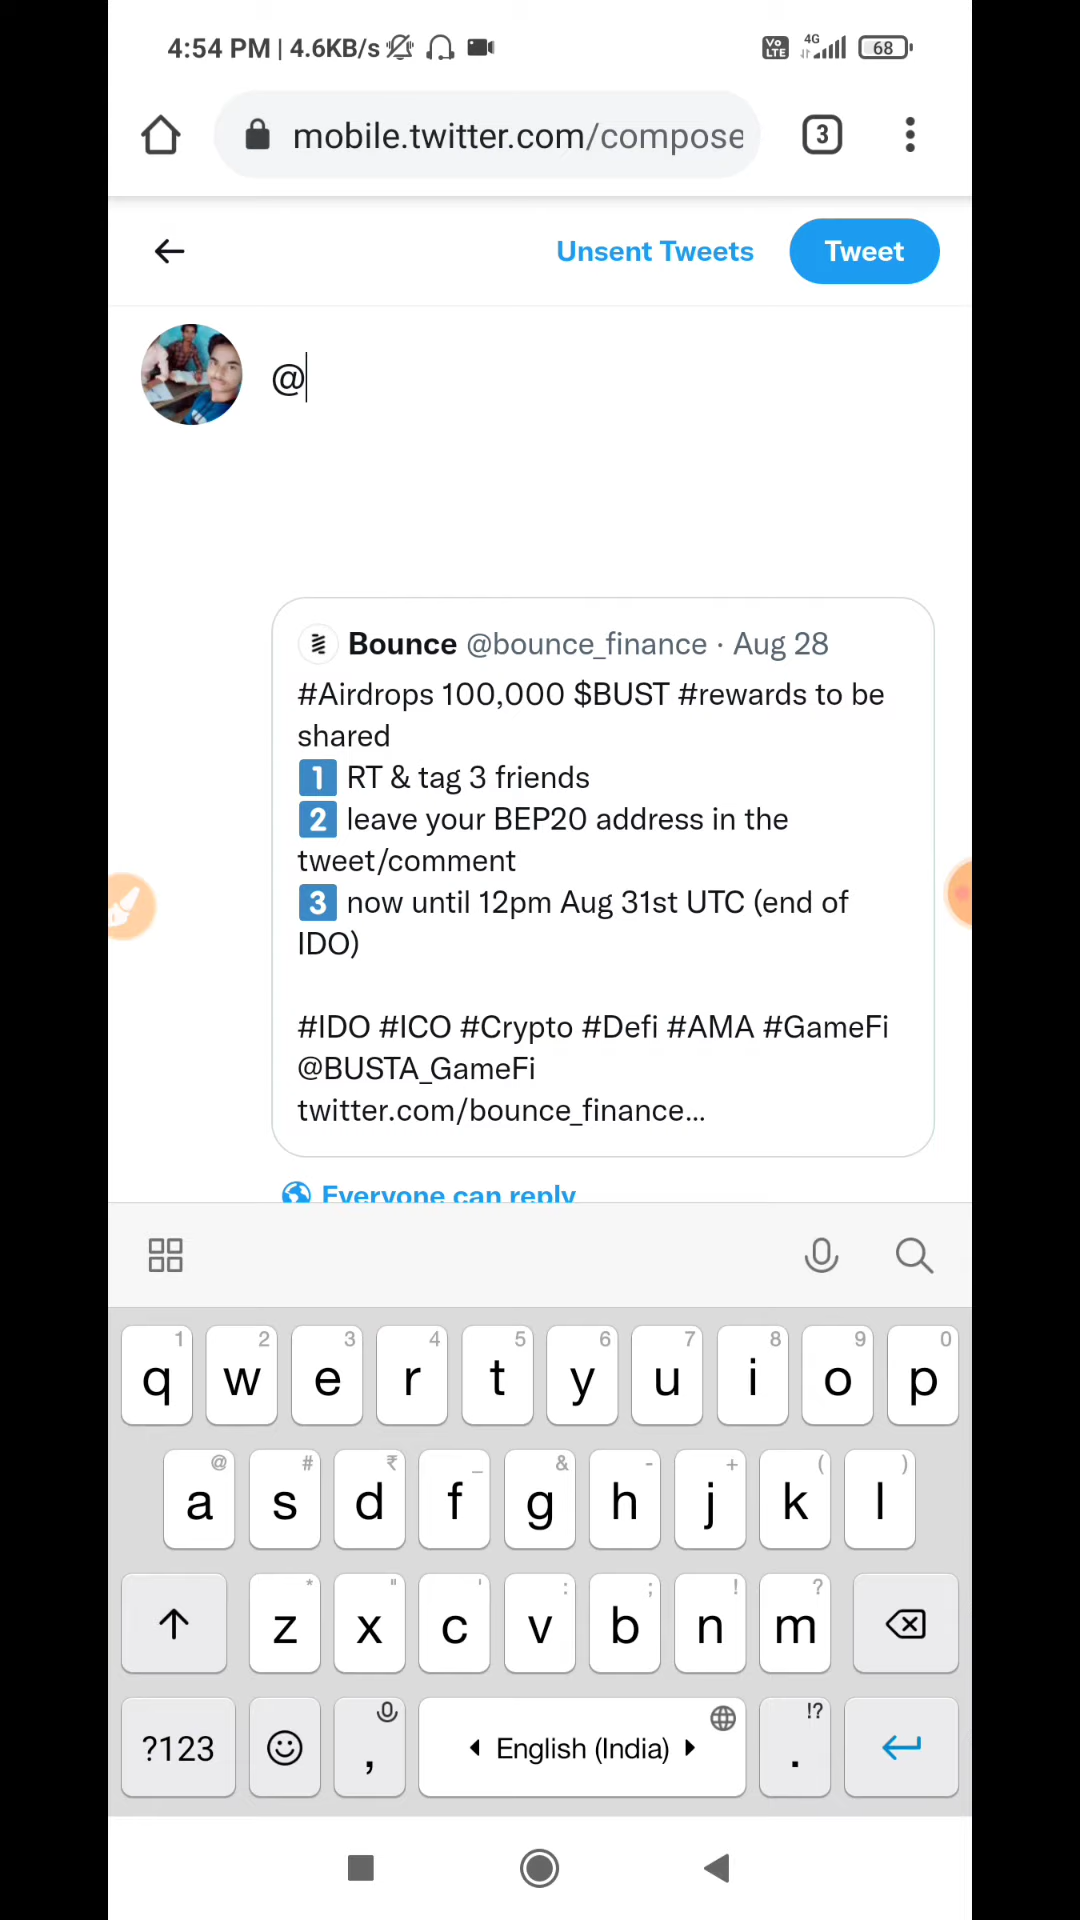 4:54 PM | 4.6KB/s Vo LTE 4G 68
mobile.twitter.com/compose 3
Unsent Tweets Tweet
@
Bounce @bounce_finance · Aug 28
#Airdrops 100,000 $BUST #rewards to be
shared
1 RT & tag 3 friends
2 leave your BEP20 address in the
tweet/comment
3 now until 12pm Aug 31st UTC (end of
IDO)
#IDO #ICO #Crypto #Defi #AMA #GameFi
@BUSTA_GameFi
twitter.com/bounce_finance...
Everyone can reply
1 2 3 4 5 6 7 8 9 0
q w e r t y u i o p
@ # ₹ _ & - + ( )
a s d f g h j k l
* " ' : ; ! ?
z x c v b n m
!?
?123 , English (India) .